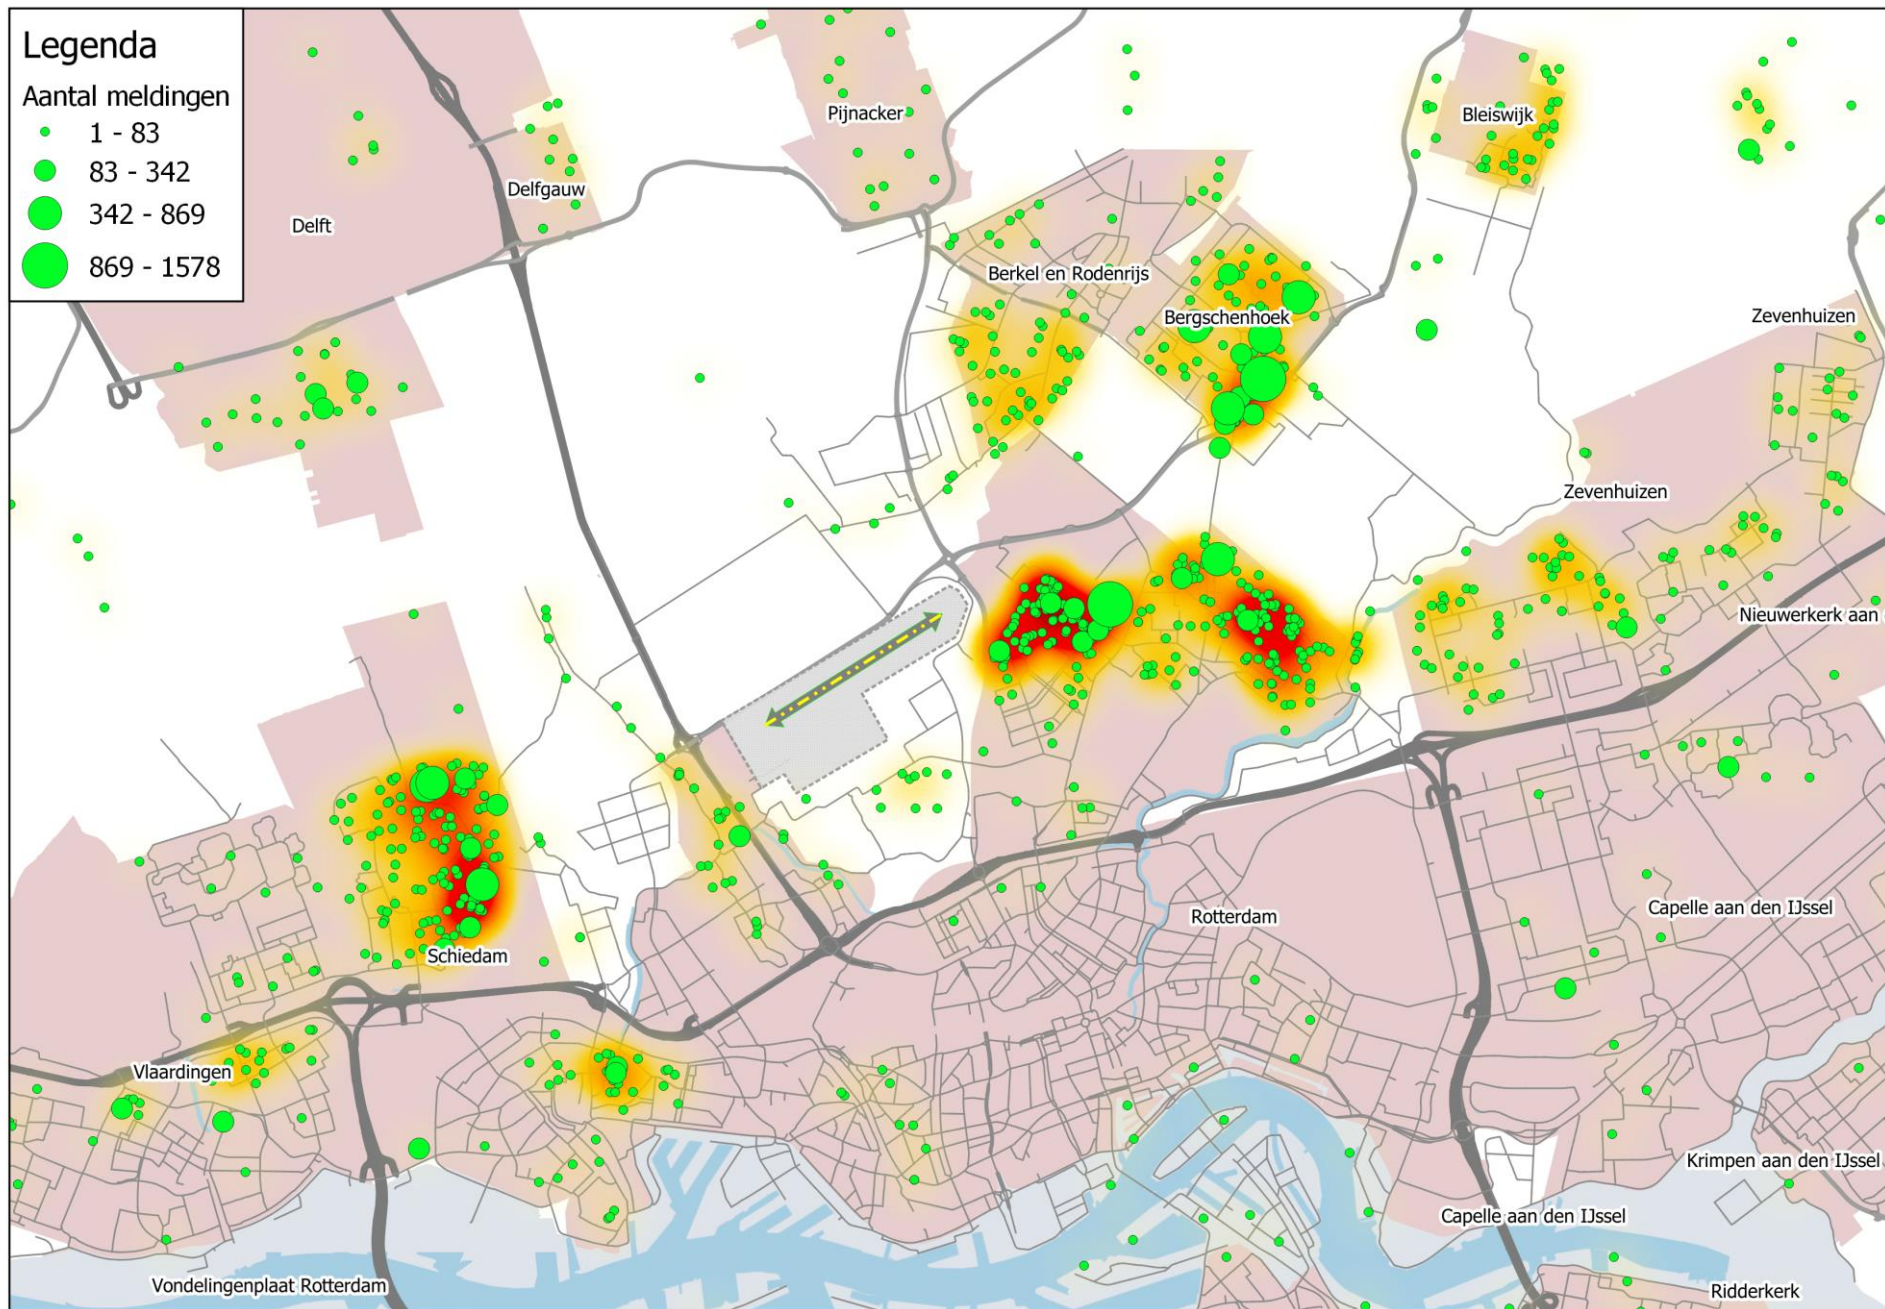 Legenda
Aantal meldingen
1 - 83
83 - 342
342 - 869
869 - 1578
Pijnacker
Bleiswijk
Delfgauw
Delft
Berkel en Rodenrijs
Bergschenhoek
Zevenhuizen
Zevenhuizen
Nieuwerkerk aan
Capelle aan den IJssel
Rotterdam
Schiedam
Vlaardingen
Krimpen aan den IJssel
Capelle aan den IJssel
Vondelingenplaat Rotterdam
Ridderkerk